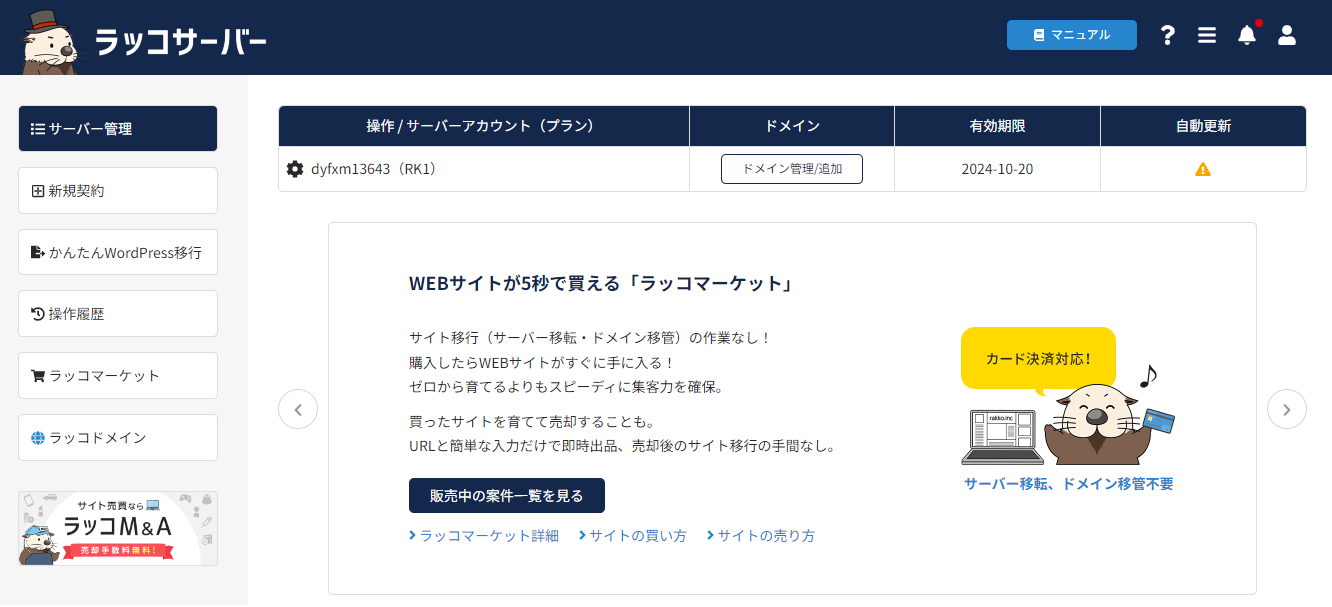 ラッコサーバー
マニュアル
サーバー管理
新規契約
かんたんWordPress移行
操作履歴
ラッコマーケット
ラッコドメイン
サイト売買なら
ラッコM&A
売却手数料無料!
操作 / サーバーアカウント（プラン） ドメイン 有効期限 自動更新
dyfxm13643（RK1） ドメイン管理/追加 2024-10-20
WEBサイトが5秒で買える「ラッコマーケット」
サイト移行（サーバー移転・ドメイン移管）の作業なし！
購入したらWEBサイトがすぐに手に入る！
ゼロから育てるよりもスピーディに集客力を確保。
買ったサイトを育てて売却することも。
URLと簡単な入力だけで即時出品、売却後のサイト移行の手間なし。
販売中の案件一覧を見る
ラッコマーケット詳細 サイトの買い方 サイトの売り方
カード決済対応！
rakko.inc
サーバー移転、ドメイン移管不要